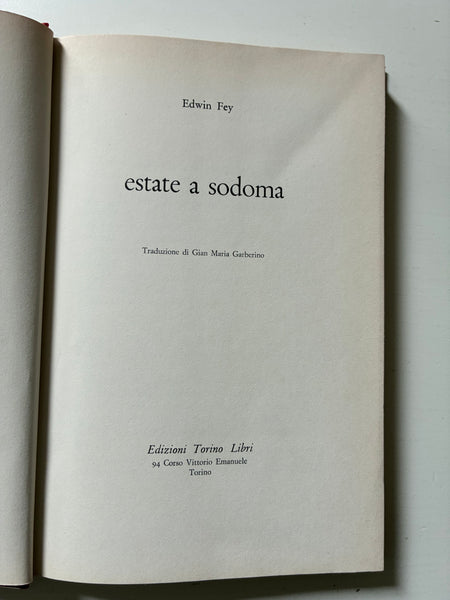 Edwin Fey
estate a sodoma
Traduzione di Gian Maria Garberino
Edizioni Torino Libri
94 Corso Vittorio Emanuele
Torino